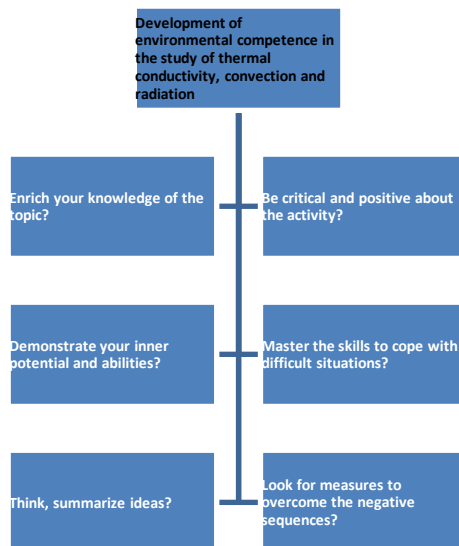 Development of
environmental competence in
the study of thermal
conductivity, convection and
radiation
Enrich your knowledge of the
topic?
Be critical and positive about
the activity?
Demonstrate your inner
potential and abilities?
Master the skills to cope with
difficult situations?
Think, summarize ideas?
Look for measures to
overcome the negative
sequences?